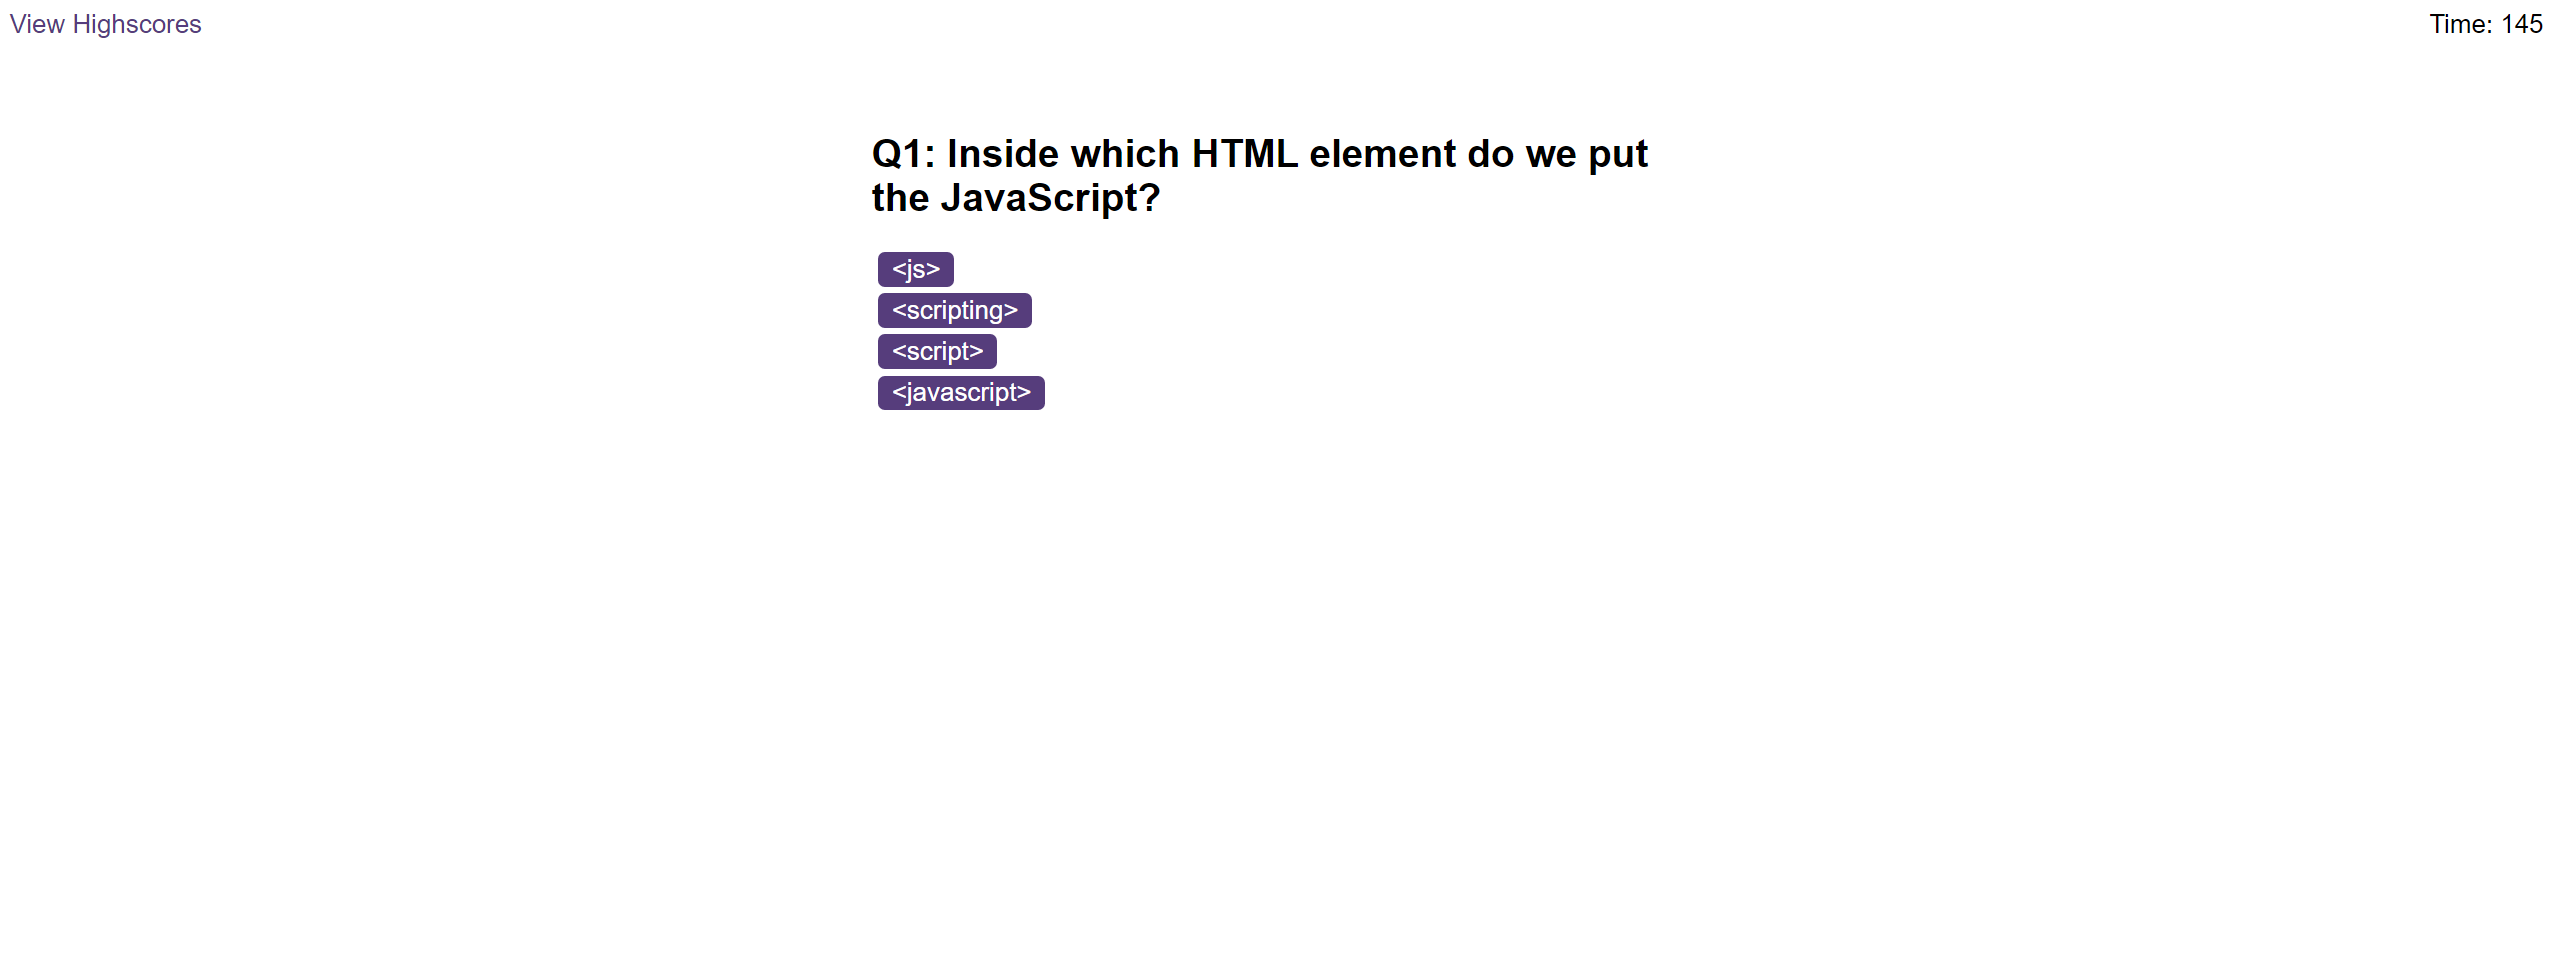 View Highscores
Time: 145
Q1: Inside which HTML element do we put
the JavaScript?
<js>
<scripting>
<script>
<javascript>